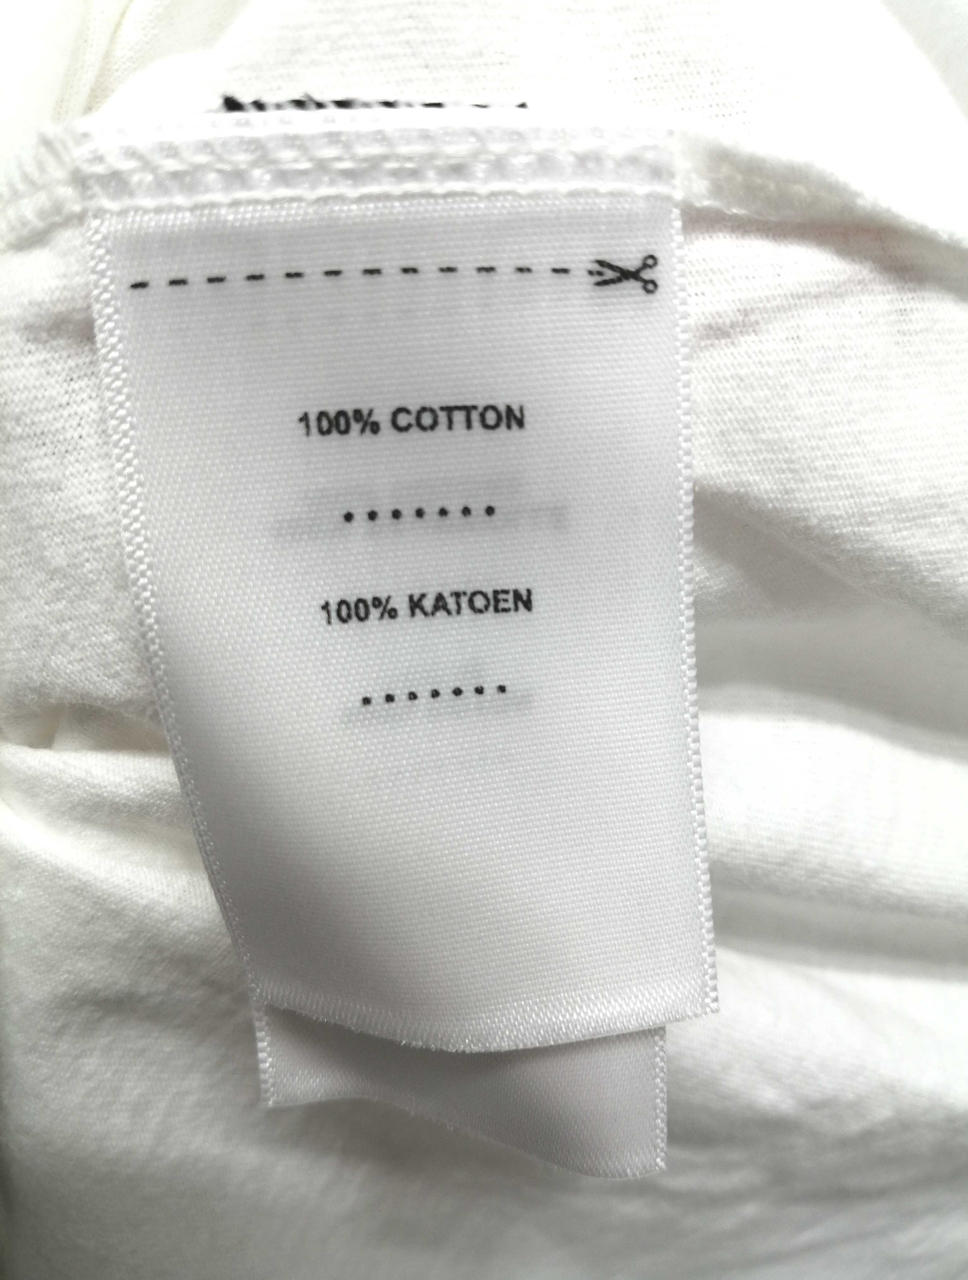 100% COTTON
.......
100% KATOEN
.......